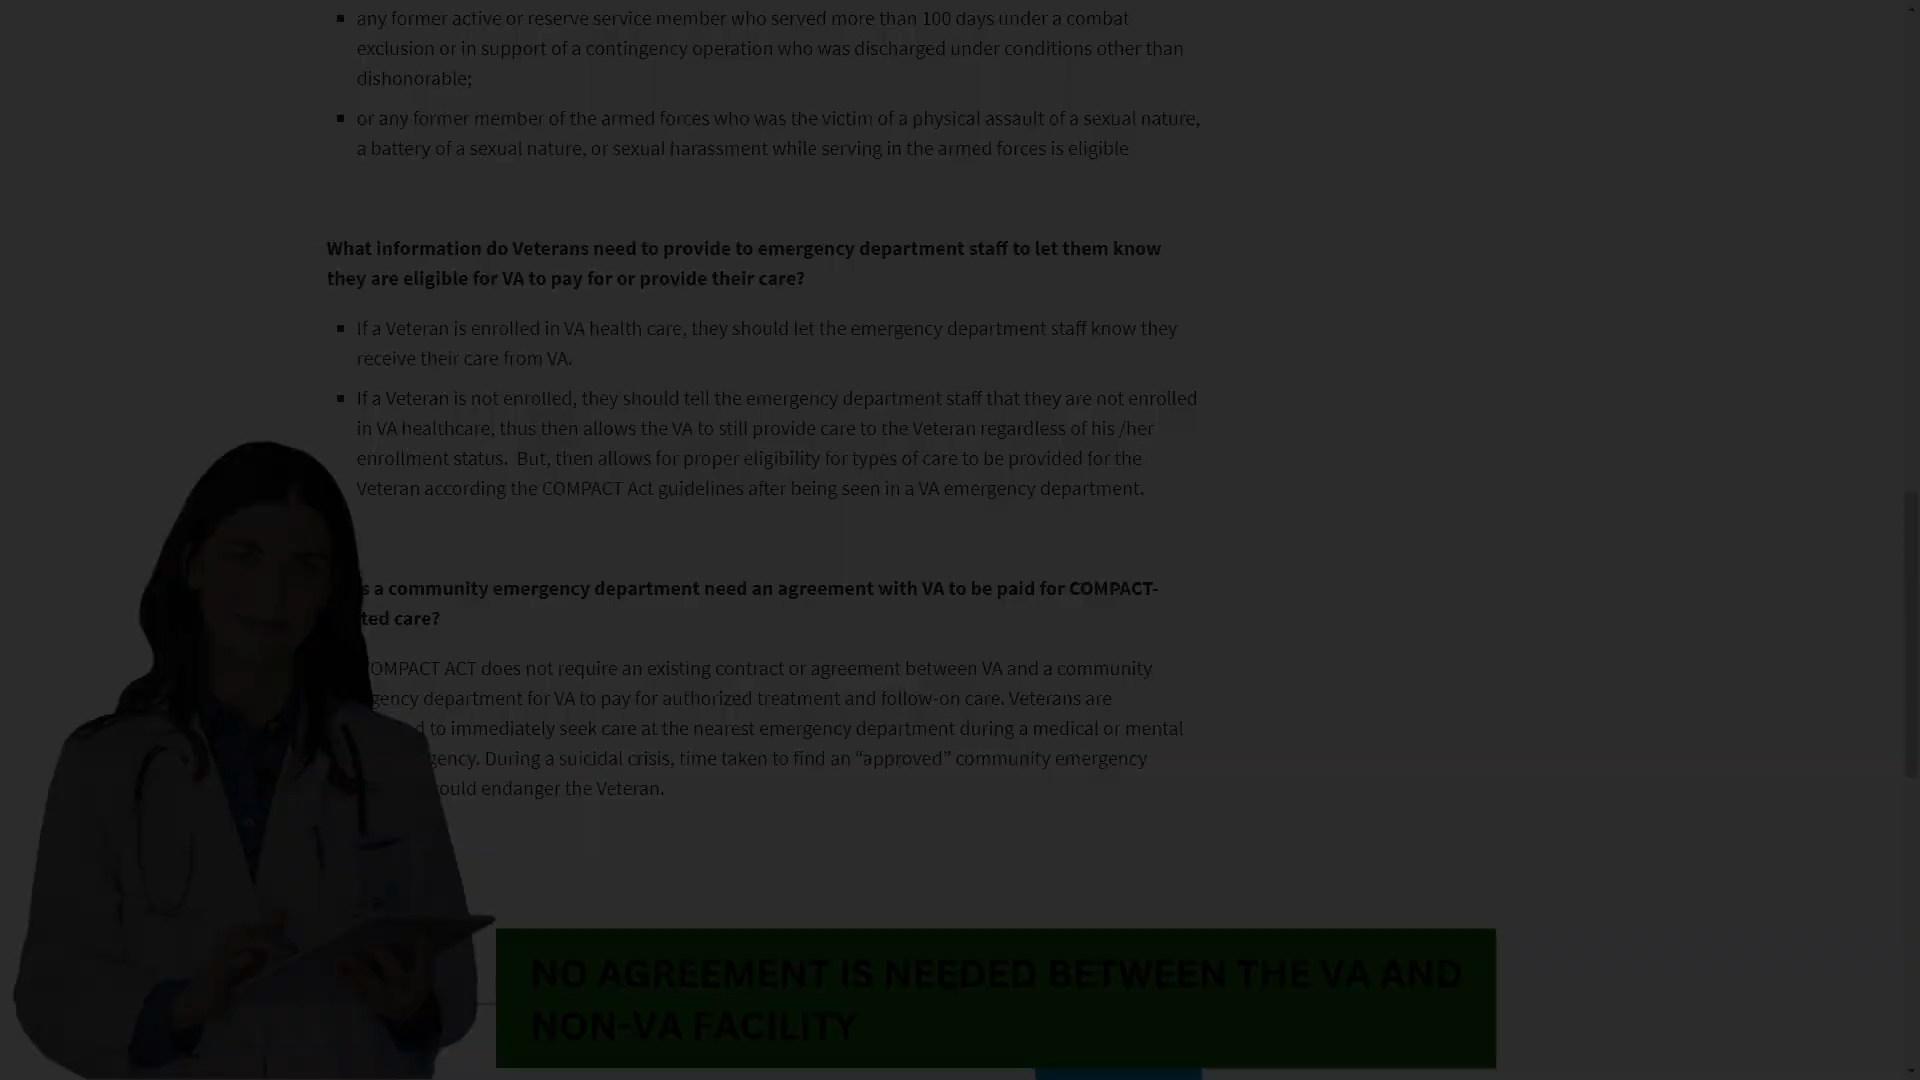 any former active or reserve service member who served more than 100 days under a combat
exclusion or in support of a contingency operation who was discharged under conditions other than
dishonorable;
or any former member of the armed forces who was the victim of a physical assault of a sexual nature,
a battery of a sexual nature, or sexual harassment while serving in the armed forces is eligible
What information do Veterans need to provide to emergency department staff to let them know
they are eligible for VA to pay for or provide their care?
If a Veteran is enrolled in VA health care, they should let the emergency department staff know they
receive their care from VA.
If a Veteran is not enrolled, they should tell the emergency department staff that they are not enrolled
in VA healthcare, thus then allows the VA to still provide care to the Veteran regardless of his /her
enrollment status. But, then allows for proper eligibility for types of care to be provided for the
Veteran according the COMPACT Act guidelines after being seen in a VA emergency department.
a community emergency department need an agreement with VA to be paid for COMPACT-
care?
COMPACT ACT does not require an existing contract or agreement between VA and a community
department for VA to pay for authorized treatment and follow-on care. Veterans are
to immediately seek care at the nearest emergency department during a medical or mental
During a suicidal crisis, time taken to find an “approved” community emergency
endanger the Veteran.
NO AGREEMENT IS NEEDED BETWEEN THE VA AND
NON-VA FACILITY